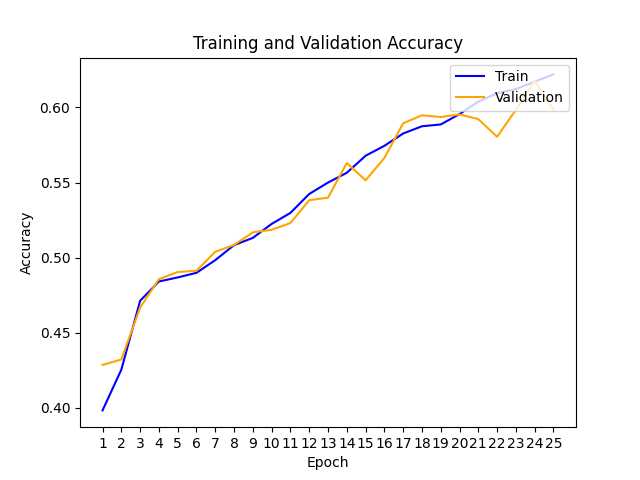 Training and Validation Accuracy
Train
Validation
0.60
0.55
0.50
0.45
0.40
Accuracy
1 2 3 4 5 6 7 8 9 10 11 12 13 14 15 16 17 18 19 20 21 22 23 24 25
Epoch